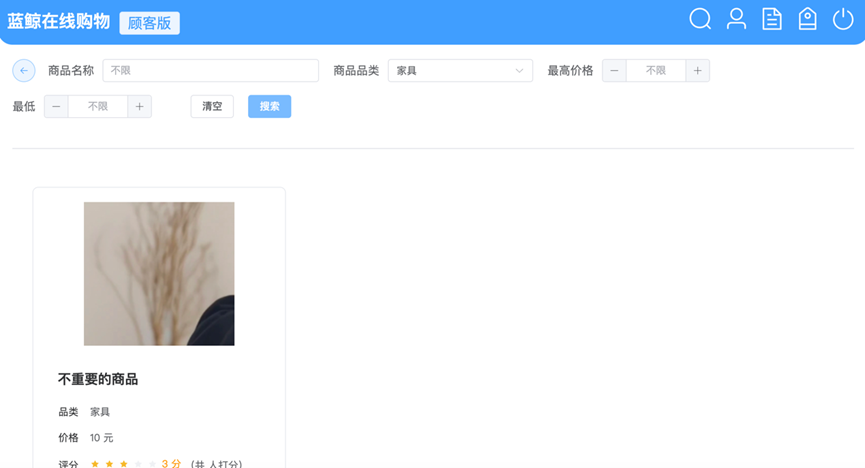 蓝鲸在线购物 顾客版
商品名称 不限 商品品类 家具 最高价格 − 不限 +
最低 − 不限 + 清空 搜索
不重要的商品
品类 家具
价格 10 元
评分 3 分 (共 人打分)